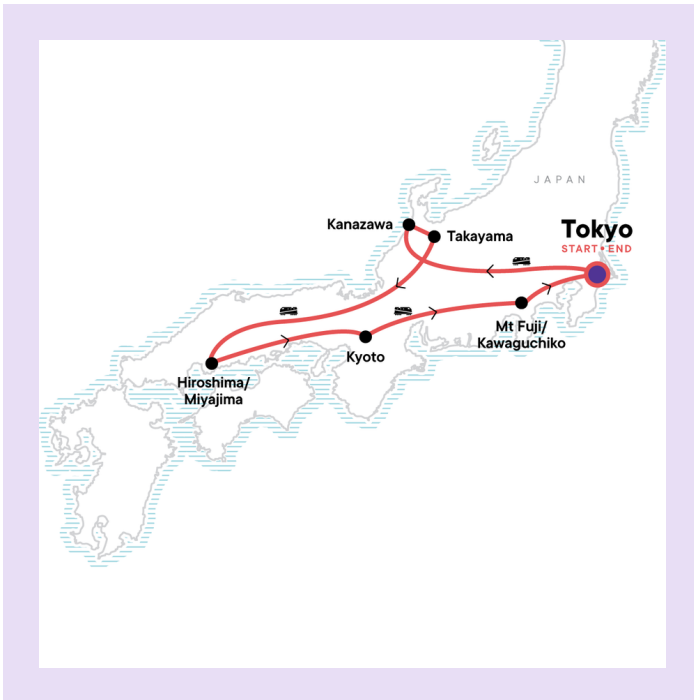 JAPAN
Kanazawa
Takayama
Tokyo
START • END
Mt Fuji/
Kawaguchiko
Kyoto
Hiroshima/
Miyajima